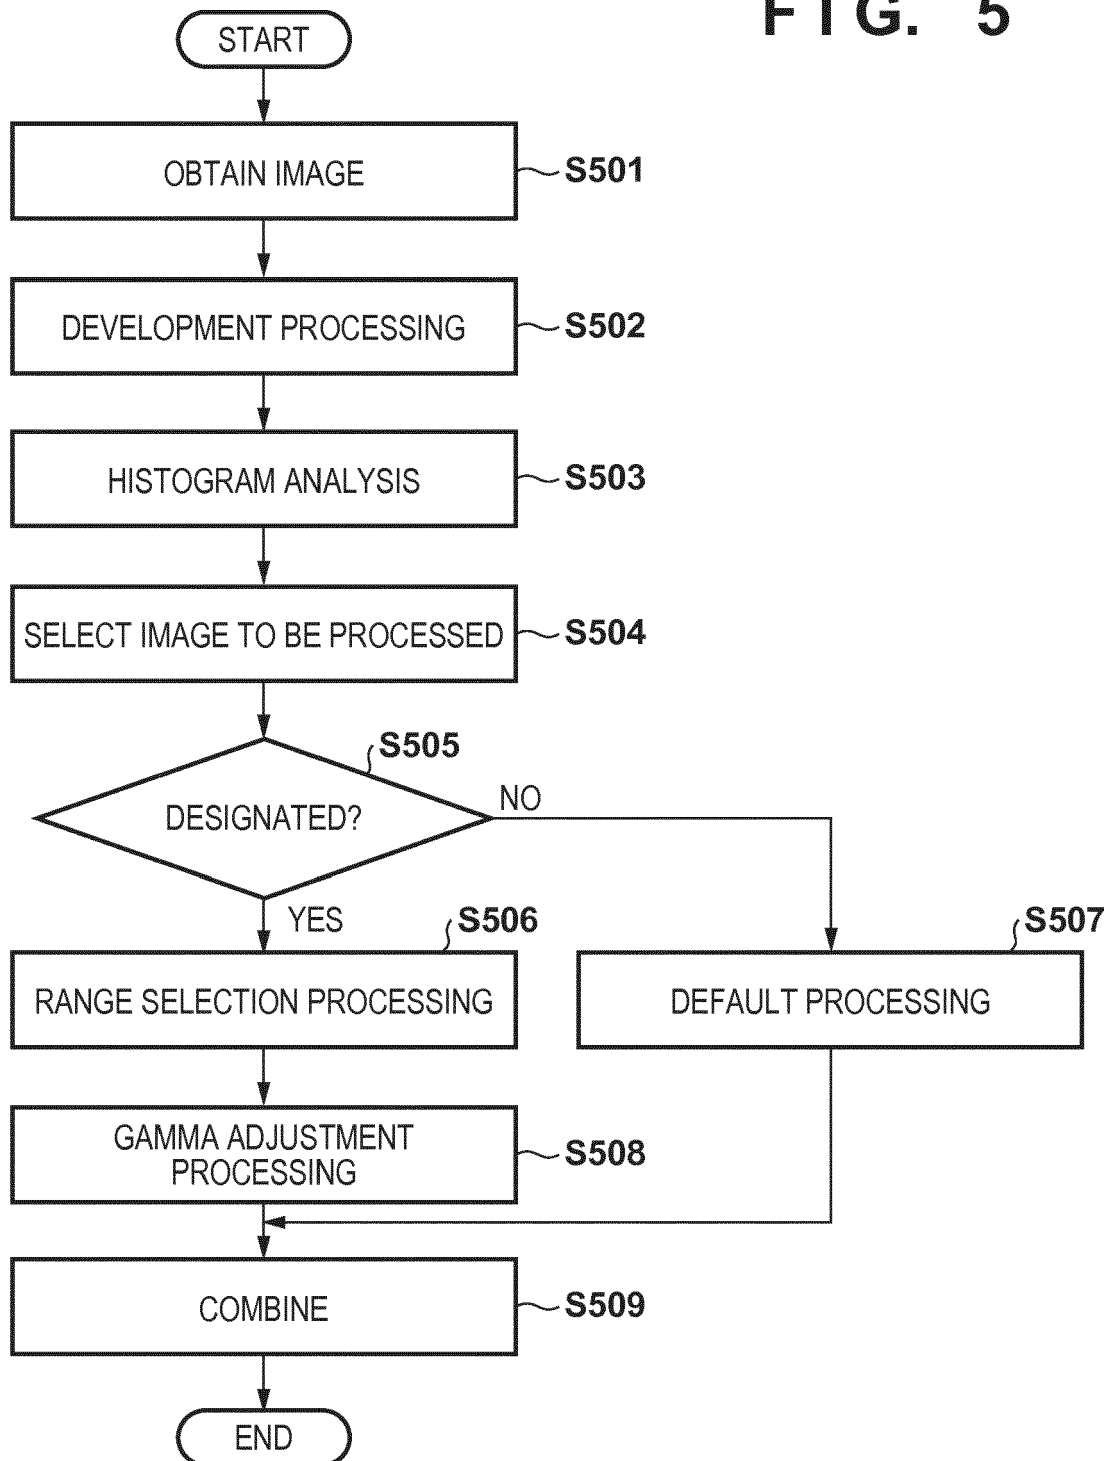 FIG. 5
START
OBTAIN IMAGE
S501
DEVELOPMENT PROCESSING
S502
HISTOGRAM ANALYSIS
S503
SELECT IMAGE TO BE PROCESSED
S504
S505
DESIGNATED?
NO
YES
S506
S507
RANGE SELECTION PROCESSING
DEFAULT PROCESSING
GAMMA ADJUSTMENT
PROCESSING
S508
COMBINE
S509
END